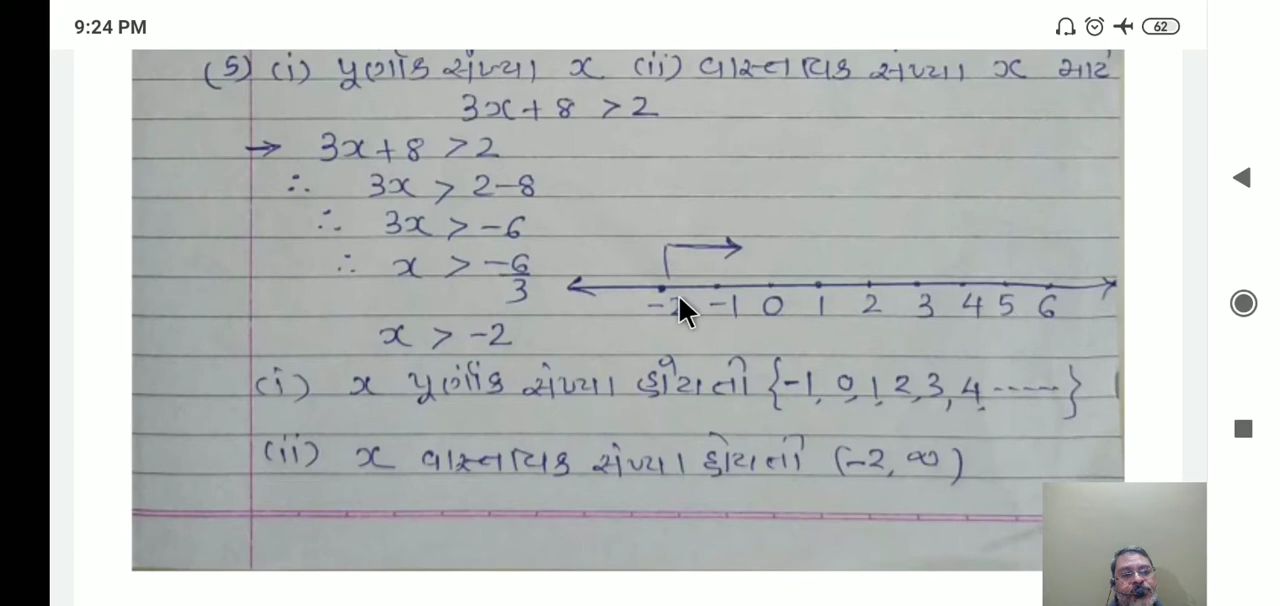 9:24 PM
62
(5) (i) પુર્ણાંક સંખ્યા x (ii) વાસ્તવિક સંખ્યા x માટે
3x + 8 > 2
→ 3x + 8 > 2
∴ 3x > 2 - 8
∴ 3x > -6
∴ x > -6/3
-2 -1 0 1 2 3 4 5 6
x > -2
(i) x પુર્ણાંક સંખ્યા હોય તો {-1, 0, 1, 2, 3, 4, ------}
(ii) x વાસ્તવિક સંખ્યા હોય તો (-2, ∞)